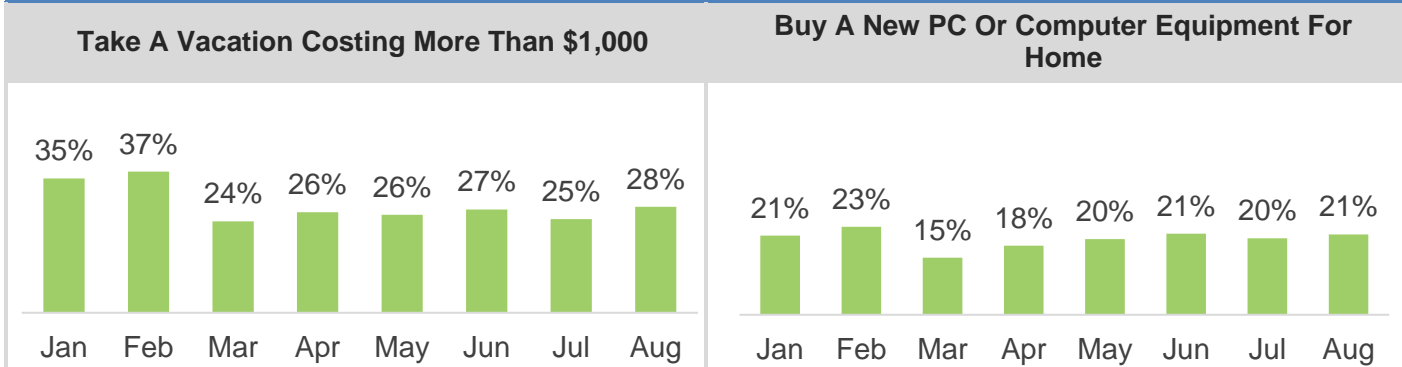 Take A Vacation Costing More Than $1,000
35% 37% 24% 26% 26% 27% 25% 28%
Jan Feb Mar Apr May Jun Jul Aug
Buy A New PC Or Computer Equipment For
Home
21% 23% 15% 18% 20% 21% 20% 21%
Jan Feb Mar Apr May Jun Jul Aug